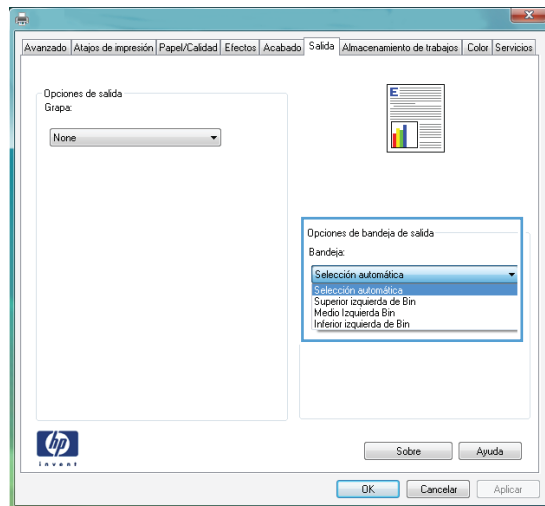 Avanzado Atajos de impresión Papel/Calidad Efectos Acabado Salida Almacenamiento de trabajos Color Servicios
Opciones de salida
Grapa:
None
E
Opciones de bandeja de salida
Bandeja:
Selección automática
Selección automática
Superior izquierda de Bin
Medio Izquierda Bin
Inferior izquierda de Bin
hp
invent
Sobre Ayuda
OK Cancelar Aplicar